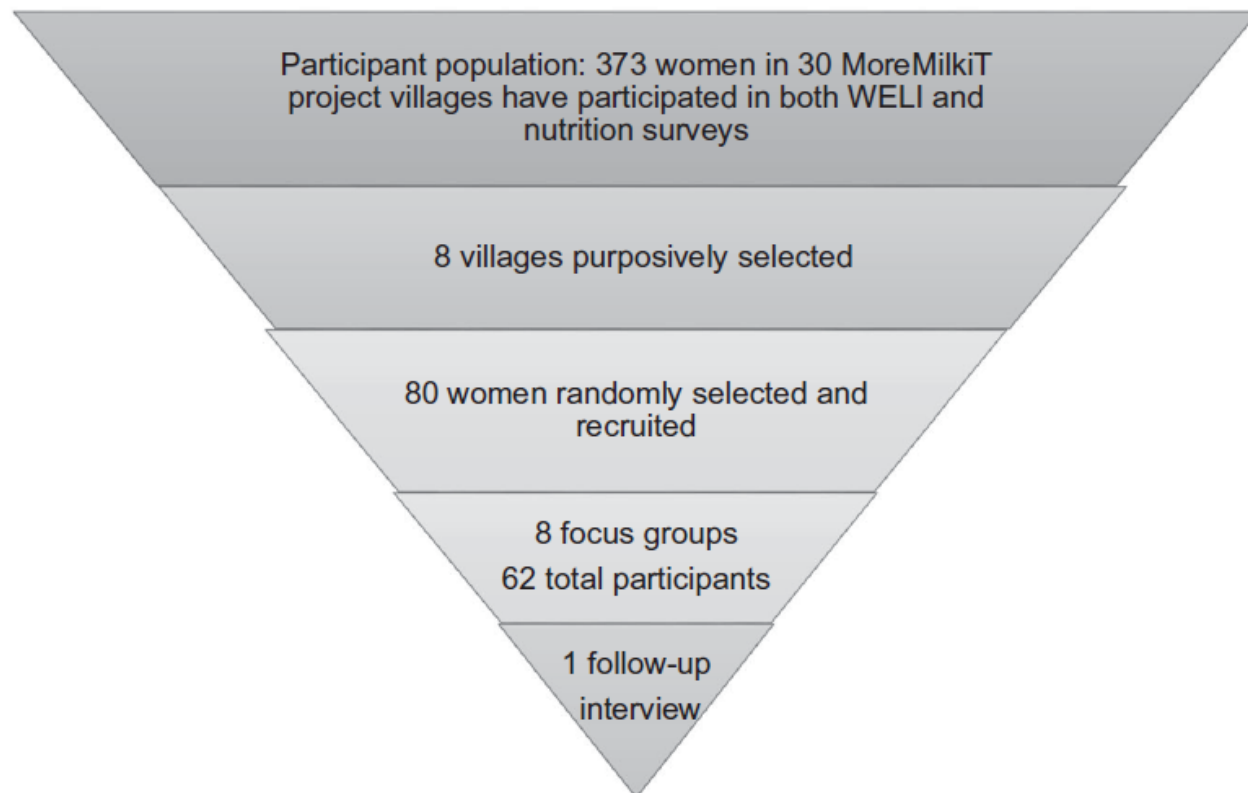 Participant population: 373 women in 30 MoreMilkiT
project villages have participated in both WELI and
nutrition surveys
8 villages purposively selected
80 women randomly selected and
recruited
8 focus groups
62 total participants
1 follow-up
interview